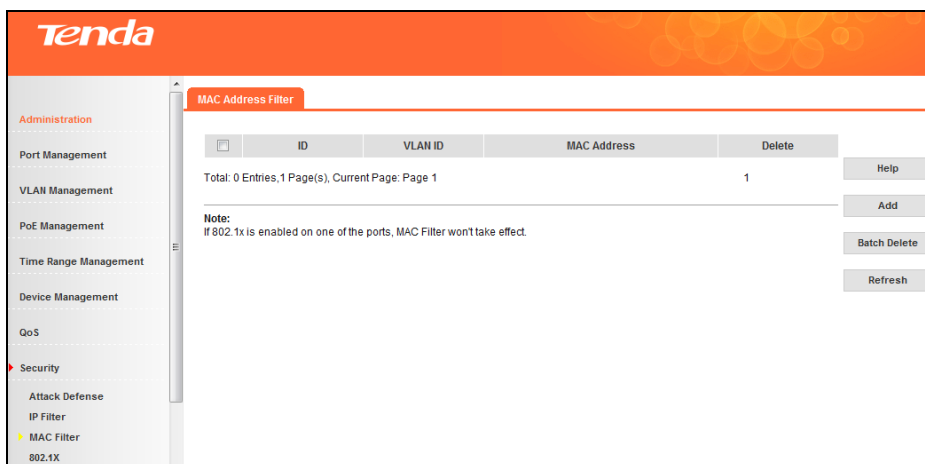 Tenda
MAC Address Filter
Administration
Port Management
VLAN Management
PoE Management
Time Range Management
Device Management
QoS
Security
Attack Defense
IP Filter
MAC Filter
802.1X
ID VLAN ID MAC Address Delete
Total: 0 Entries,1 Page(s), Current Page: Page 1 1
Note:
If 802.1x is enabled on one of the ports, MAC Filter won't take effect.
Help
Add
Batch Delete
Refresh